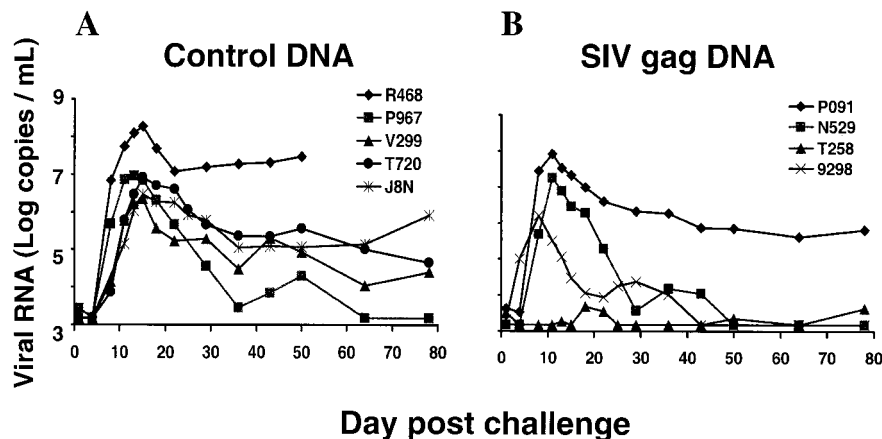 A
Control DNA
Viral RNA (Log copies / mL)
9
7
5
3
0 10 20 30 40 50 60 70 80
R468
P967
V299
T720
J8N
B
SIV gag DNA
P091
N529
T258
9298
0 10 20 30 40 50 60 70 80
Day post challenge